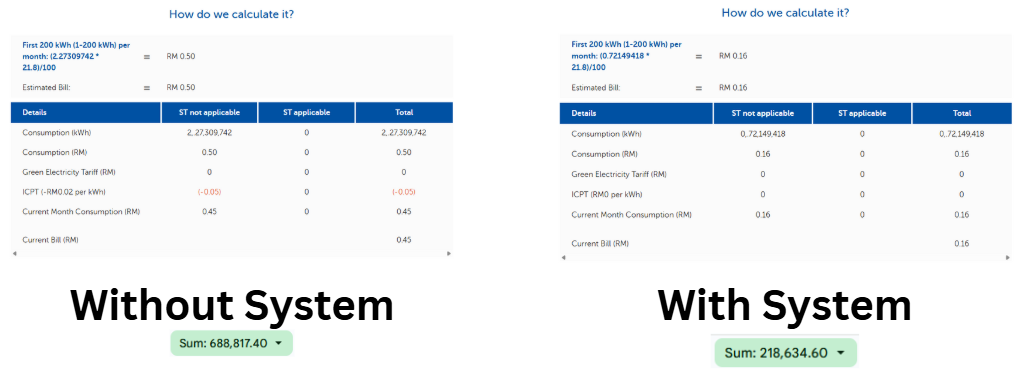 How do we calculate it?
First 200 kWh (1-200 kWh) per
month: (2.27309742 *
21.8)/100
= RM 0.50
Estimated Bill: = RM 0.50
Details ST not applicable ST applicable Total
Consumption (kWh) 2,.27,309,742 0 2,.27,309,742
Consumption (RM) 0.50 0 0.50
Green Electricity Tariff (RM) 0 0 0
ICPT (-RM0.02 per kWh) (-0.05) 0 (-0.05)
Current Month Consumption (RM) 0.45 0 0.45
Current Bill (RM) 0.45
Without System
Sum: 688,817.40
How do we calculate it?
First 200 kWh (1-200 kWh) per
month: (0.72149418 *
21.8)/100
= RM 0.16
Estimated Bill: = RM 0.16
Details ST not applicable ST applicable Total
Consumption (kWh) 0,.72,149,418 0 0,.72,149,418
Consumption (RM) 0.16 0 0.16
Green Electricity Tariff (RM) 0 0 0
ICPT (RM0 per kWh) 0 0 0
Current Month Consumption (RM) 0.16 0 0.16
Current Bill (RM) 0.16
With System
Sum: 218,634.60